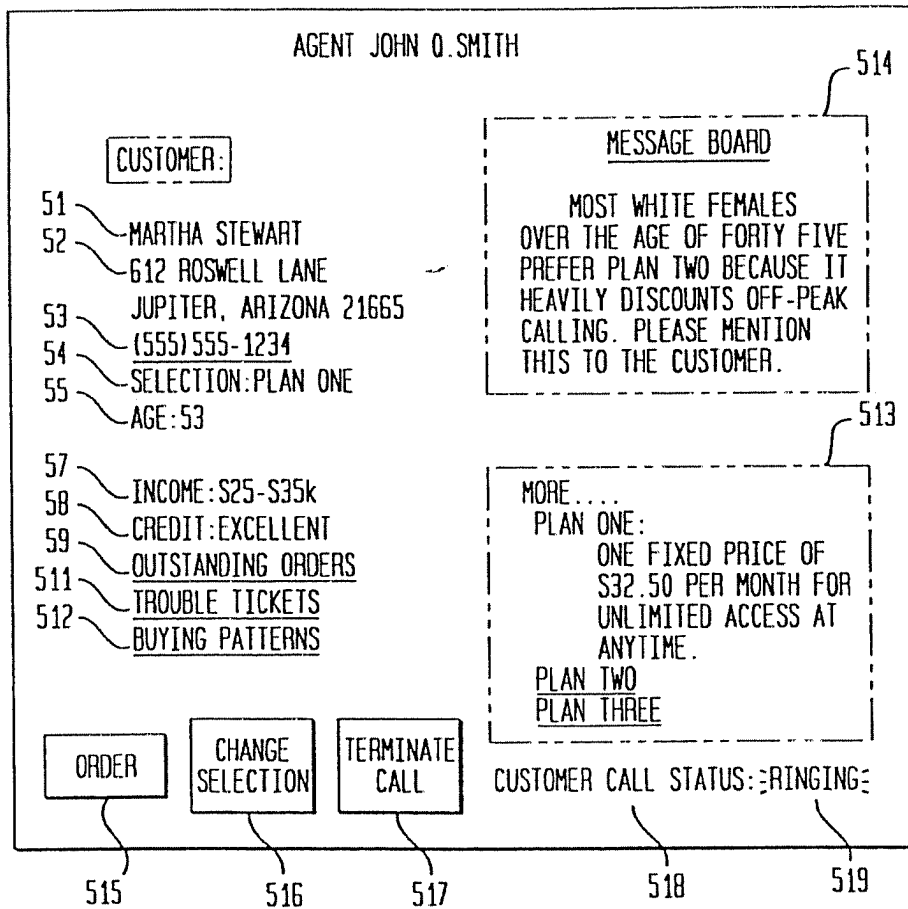 AGENT JOHN Q.SMITH
514
CUSTOMER:
MESSAGE BOARD
MOST WHITE FEMALES
OVER THE AGE OF FORTY FIVE
PREFER PLAN TWO BECAUSE IT
HEAVILY DISCOUNTS OFF-PEAK
CALLING. PLEASE MENTION
THIS TO THE CUSTOMER.
51
MARTHA STEWART
52
612 ROSWELL LANE
JUPITER, ARIZONA 21665
53
(555)555-1234
54
SELECTION:PLAN ONE
55
AGE:53
513
57
INCOME:S25-S35k
58
CREDIT:EXCELLENT
59
OUTSTANDING ORDERS
511
TROUBLE TICKETS
512
BUYING PATTERNS
MORE....
PLAN ONE:
ONE FIXED PRICE OF
S32.50 PER MONTH FOR
UNLIMITED ACCESS AT
ANYTIME.
PLAN TWO
PLAN THREE
ORDER
CHANGE
SELECTION
TERMINATE
CALL
CUSTOMER CALL STATUS: RINGING
515
516
517
518
519